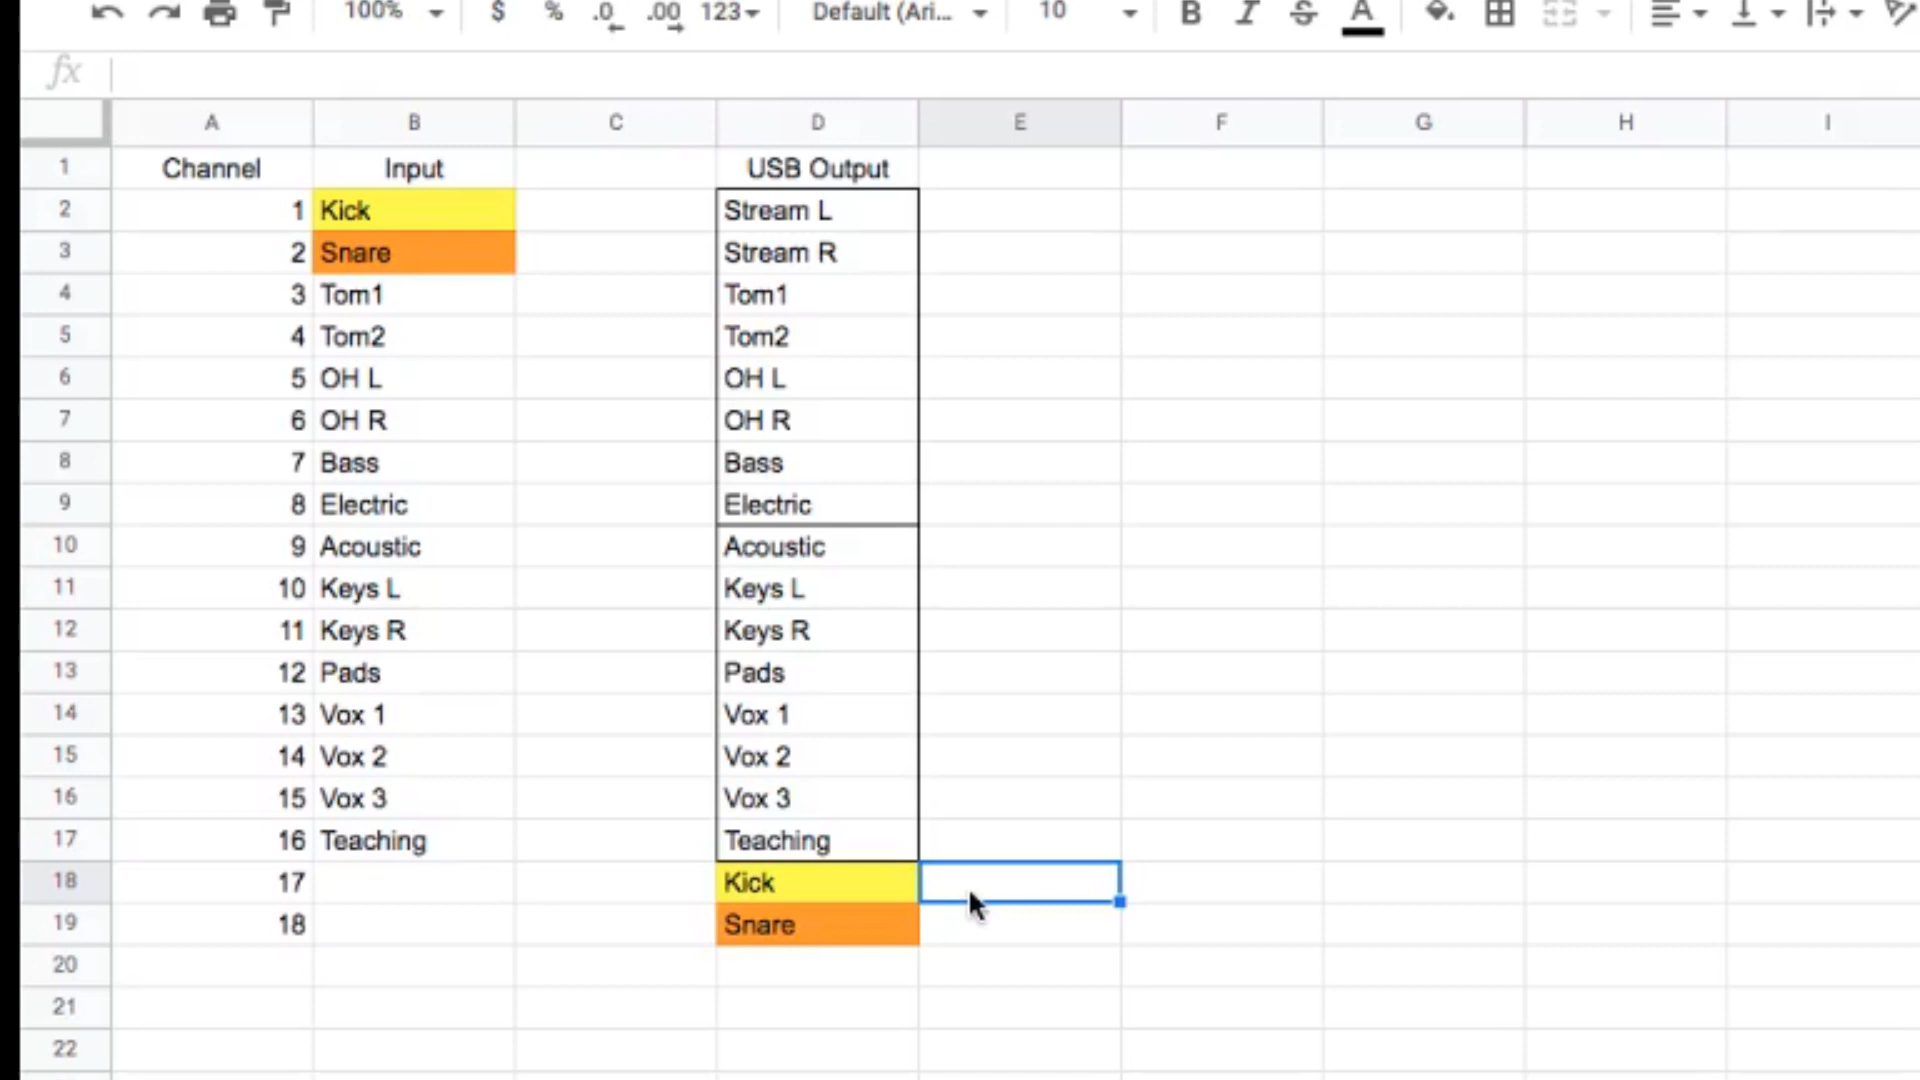 100% $ % .0 .00 123 Default (Ari... 10 B I S A
fx
A B C D E F G H I
1 Channel Input USB Output
2 1 Kick Stream L
3 2 Snare Stream R
4 3 Tom1 Tom1
5 4 Tom2 Tom2
6 5 OH L OH L
7 6 OH R OH R
8 7 Bass Bass
9 8 Electric Electric
10 9 Acoustic Acoustic
11 10 Keys L Keys L
12 11 Keys R Keys R
13 12 Pads Pads
14 13 Vox 1 Vox 1
15 14 Vox 2 Vox 2
16 15 Vox 3 Vox 3
17 16 Teaching Teaching
18 17 Kick
19 18 Snare
20
21
22